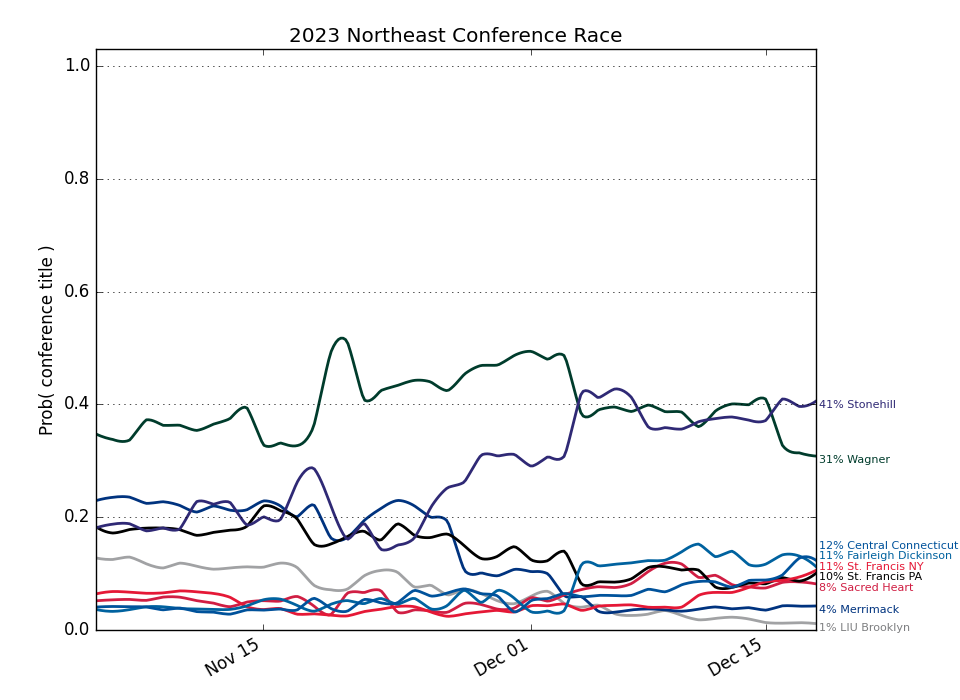 2023 Northeast Conference Race
Prob( conference title )
1.0
0.8
0.6
0.4
0.2
0.0
Nov 15
Dec 01
Dec 15
41% Stonehill
31% Wagner
12% Central Connecticut
11% Fairleigh Dickinson
11% St. Francis NY
10% St. Francis PA
8% Sacred Heart
4% Merrimack
1% LIU Brooklyn